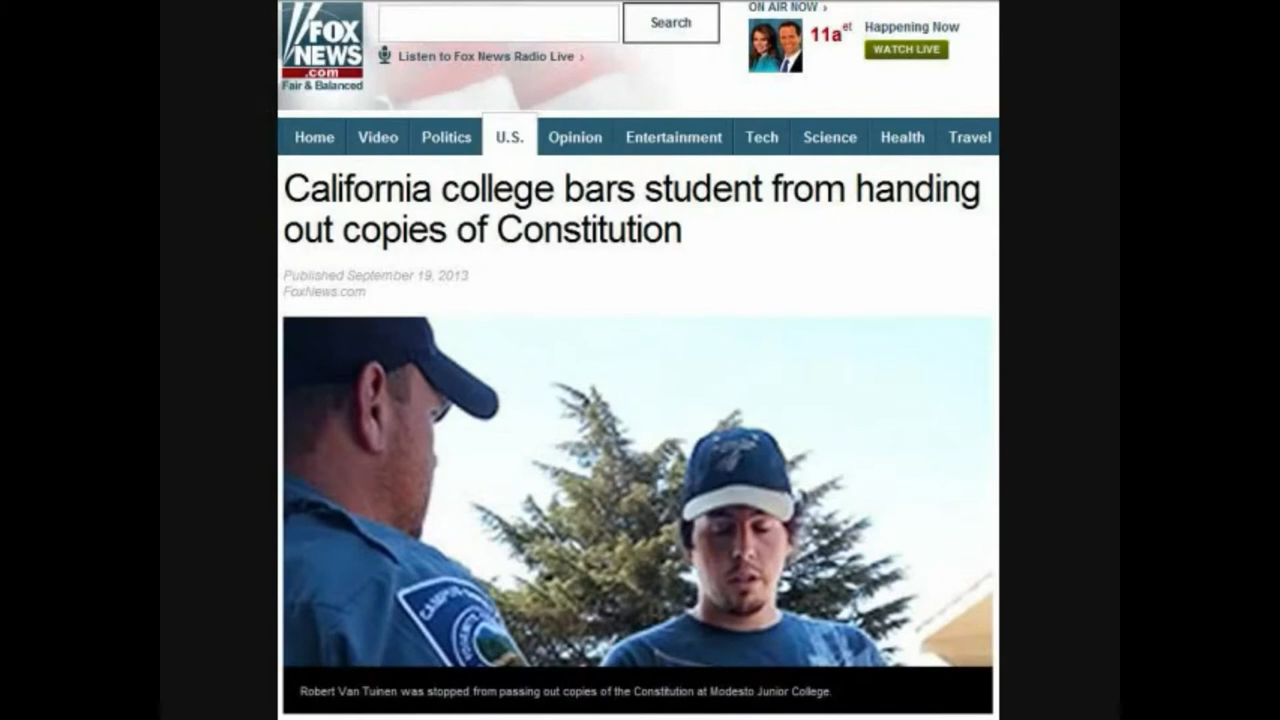 FOX
NEWS
.com
Fair & Balanced
Search
Listen to Fox News Radio Live ›
ON AIR NOW ›
11a et
Happening Now
WATCH LIVE
Home Video Politics U.S. Opinion Entertainment Tech Science Health Travel
California college bars student from handing
out copies of Constitution
Published September 19, 2013
FoxNews.com
CAMPUS
Robert Van Tuinen was stopped from passing out copies of the Constitution at Modesto Junior College.